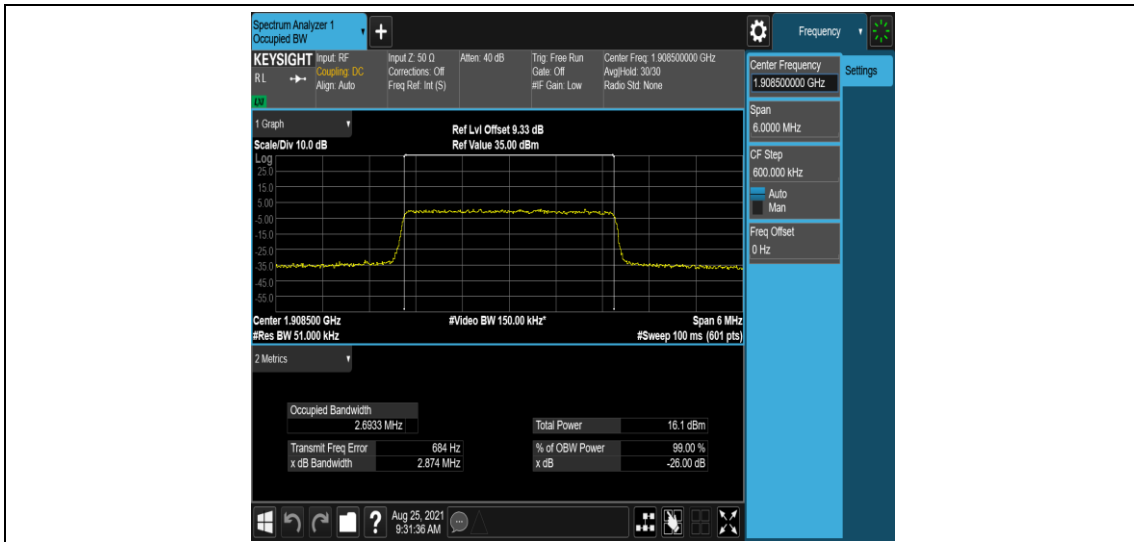 Spectrum Analyzer 1
Occupied BW
+
Frequency
KEYSIGHT
RL
LXI
Input: RF
Coupling: DC
Align: Auto
Input Z: 50 Ω
Corrections: Off
Freq Ref: Int (S)
Atten: 40 dB
Trig: Free Run
Gate: Off
#IF Gain: Low
Center Freq: 1.908500000 GHz
Avg|Hold: 30/30
Radio Std: None
Center Frequency
1.908500000 GHz
Settings
Span
6.0000 MHz
CF Step
600.000 kHz
Auto
Man
Freq Offset
0 Hz
1 Graph
Scale/Div 10.0 dB
Ref Lvl Offset 9.33 dB
Ref Value 35.00 dBm
Log
25.0
15.0
5.00
-5.00
-15.0
-25.0
-35.0
-45.0
-55.0
Center 1.908500 GHz
#Video BW 150.00 kHz*
Span 6 MHz
#Res BW 51.000 kHz
#Sweep 100 ms (601 pts)
2 Metrics
Occupied Bandwidth
2.6933 MHz
Total Power 16.1 dBm
Transmit Freq Error 684 Hz
% of OBW Power 99.00 %
x dB Bandwidth 2.874 MHz
x dB -26.00 dB
?
Aug 25, 2021
9:31:36 AM